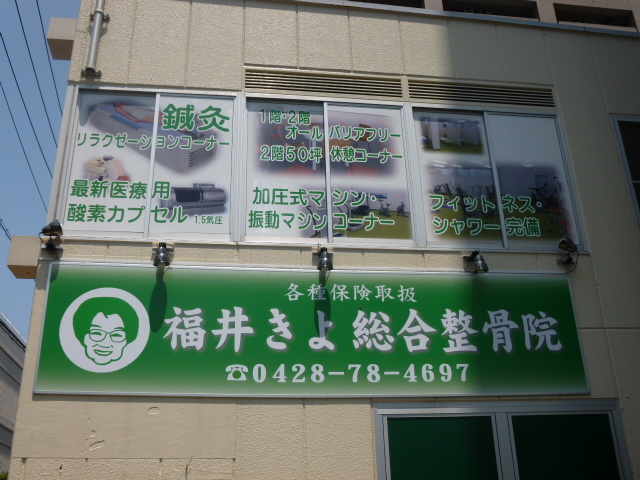 鍼灸
リラクゼーションコーナー
最新医療用
酸素カプセル 1.5気圧
1階・2階
オールバリアフリー
2階50坪 休憩コーナー
加圧式マシン・
振動マシンコーナー
フィットネス・
シャワー完備
各種保険取扱
福井きよ総合整骨院
☎0428-78-4697